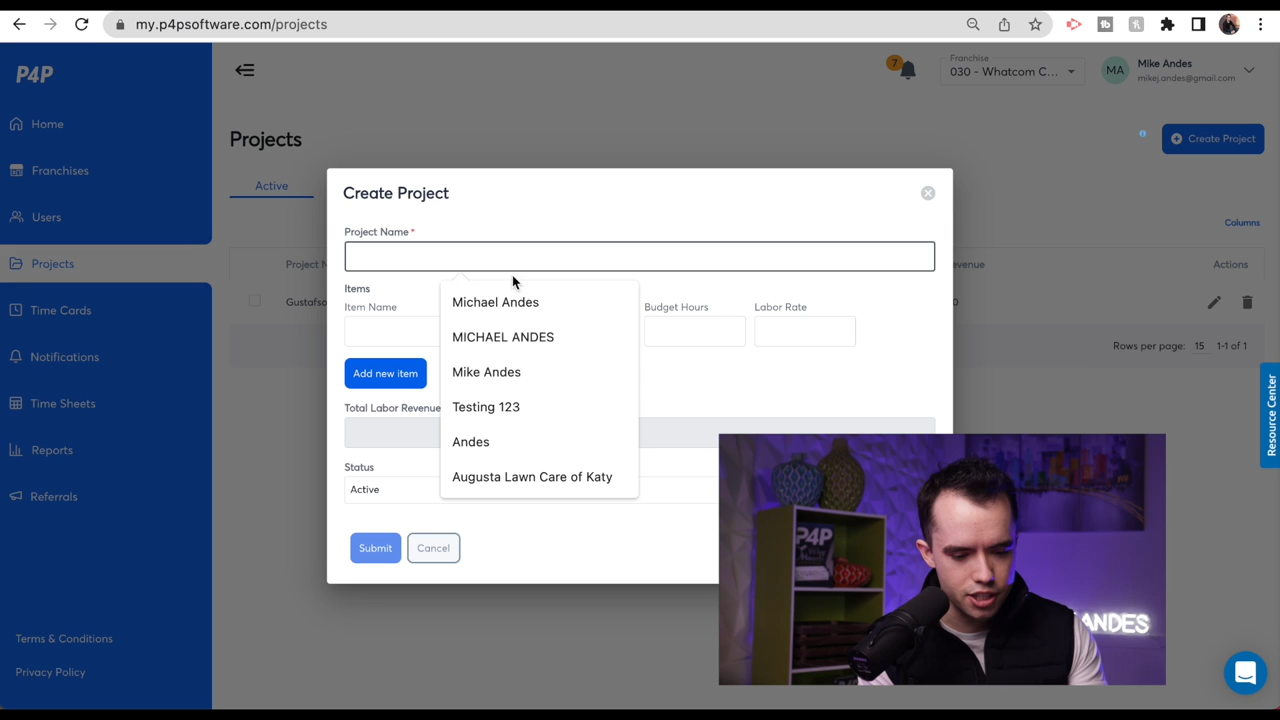 my.p4psoftware.com/projects
P4P
7
Franchise
030 - Whatcom C...
MA
Mike Andes
mikej.andes@gmail.com
Home
Franchises
Users
Projects
Time Cards
Notifications
Time Sheets
Reports
Referrals
Terms & Conditions
Privacy Policy
Projects
Create Project
Active
Columns
Project N
evenue
Actions
Gustafso
0
Rows per page: 15 1-1 of 1
Resource Center
Create Project
Project Name *
Items
Item Name
Budget Hours
Labor Rate
Add new item
Total Labor Revenue
Status
Active
Submit
Cancel
Michael Andes
MICHAEL ANDES
Mike Andes
Testing 123
Andes
Augusta Lawn Care of Katy
P4P
ANDES